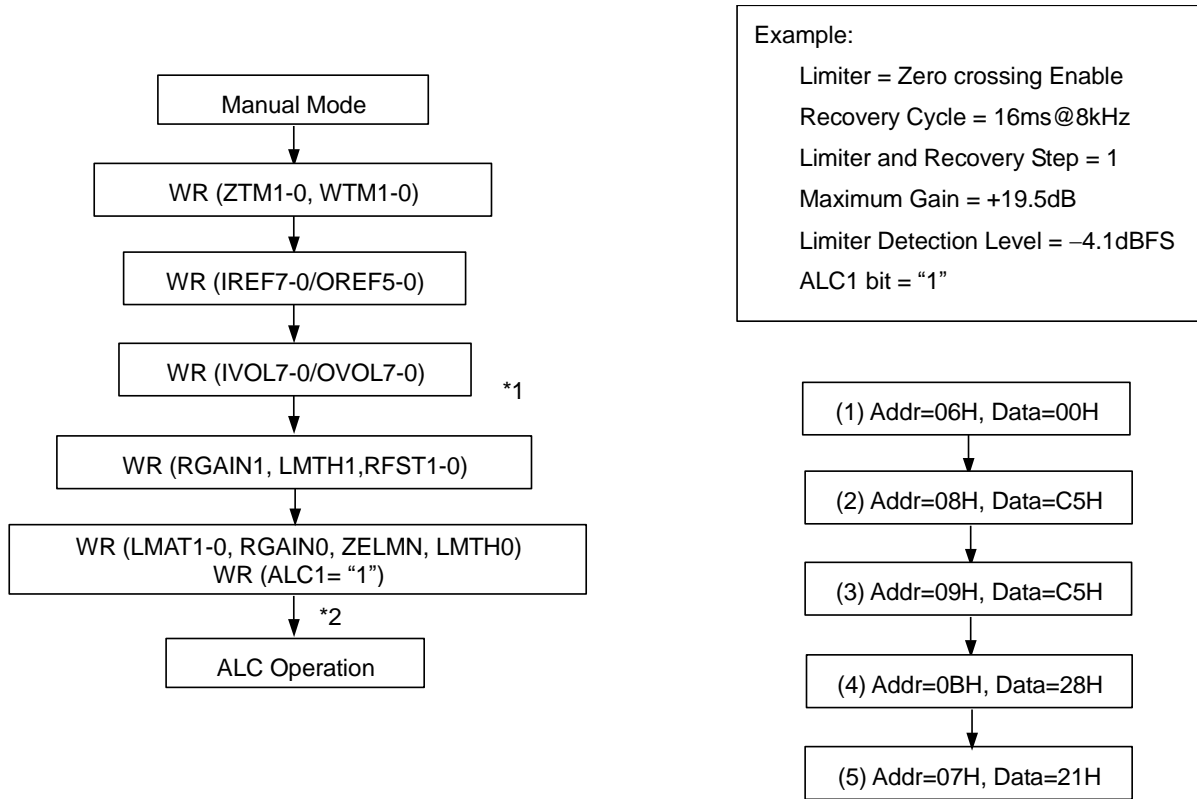 Manual Mode
WR (ZTM1-0, WTM1-0)
WR (IREF7-0/OREF5-0)
WR (IVOL7-0/OVOL7-0)
*1
WR (RGAIN1, LMTH1,RFST1-0)
WR (LMAT1-0, RGAIN0, ZELMN, LMTH0)
WR (ALC1= “1”)
*2
ALC Operation
Example:
Limiter = Zero crossing Enable
Recovery Cycle = 16ms@8kHz
Limiter and Recovery Step = 1
Maximum Gain = +19.5dB
Limiter Detection Level = −4.1dBFS
ALC1 bit = “1”
(1) Addr=06H, Data=00H
(2) Addr=08H, Data=C5H
(3) Addr=09H, Data=C5H
(4) Addr=0BH, Data=28H
(5) Addr=07H, Data=21H